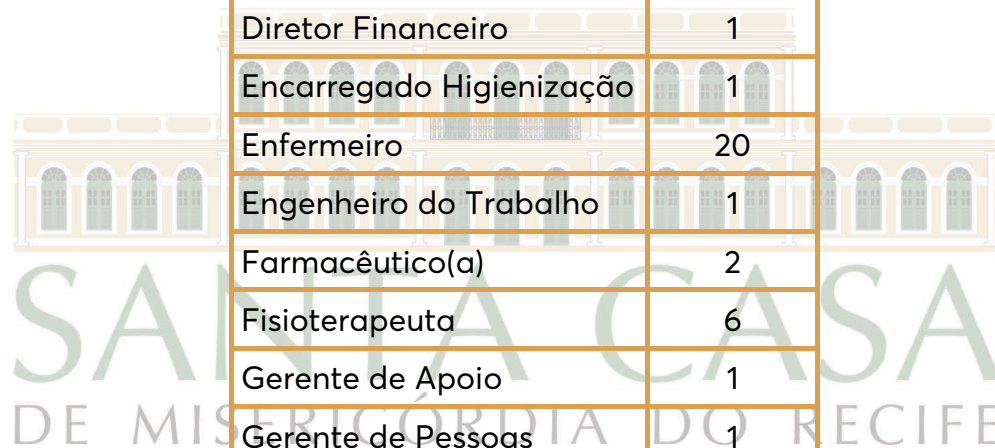 Diretor Financeiro 1
Encarregado Higienização 1
Enfermeiro 20
Engenheiro do Trabalho 1
Farmacêutico(a) 2
Fisioterapeuta 6
Gerente de Apoio 1
Gerente de Pessoas 1
SANTA CASA
DE MISERICÓRDIA DO RECIFE